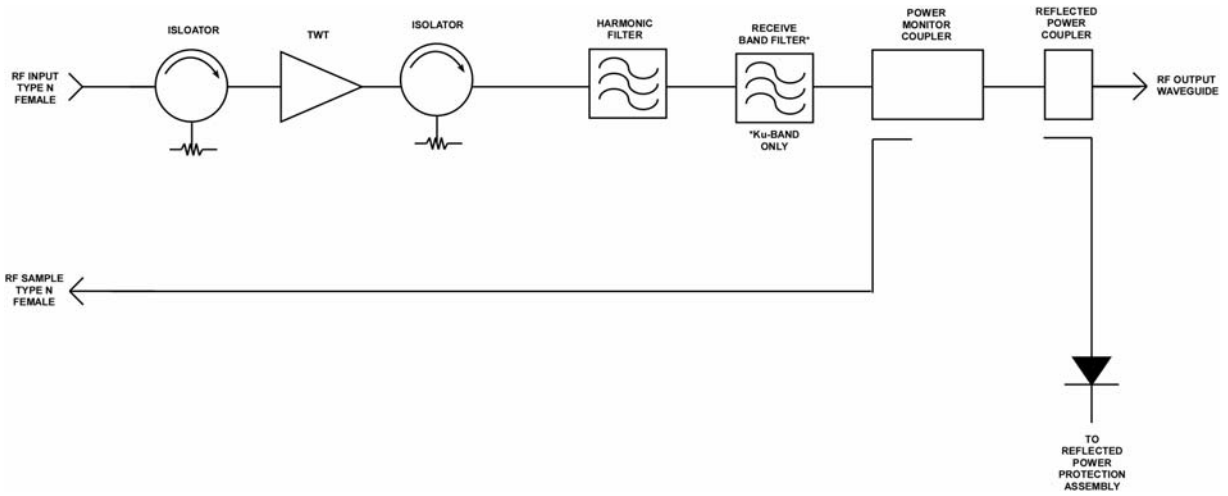 ISLOATOR
TWT
ISOLATOR
HARMONIC
FILTER
RECEIVE
BAND FILTER*
POWER
MONITOR
COUPLER
REFLECTED
POWER
COUPLER
RF INPUT
TYPE N
FEMALE
RF OUTPUT
WAVEGUIDE
*Ku-BAND
ONLY
RF SAMPLE
TYPE N
FEMALE
TO
REFLECTED
POWER
PROTECTION
ASSEMBLY